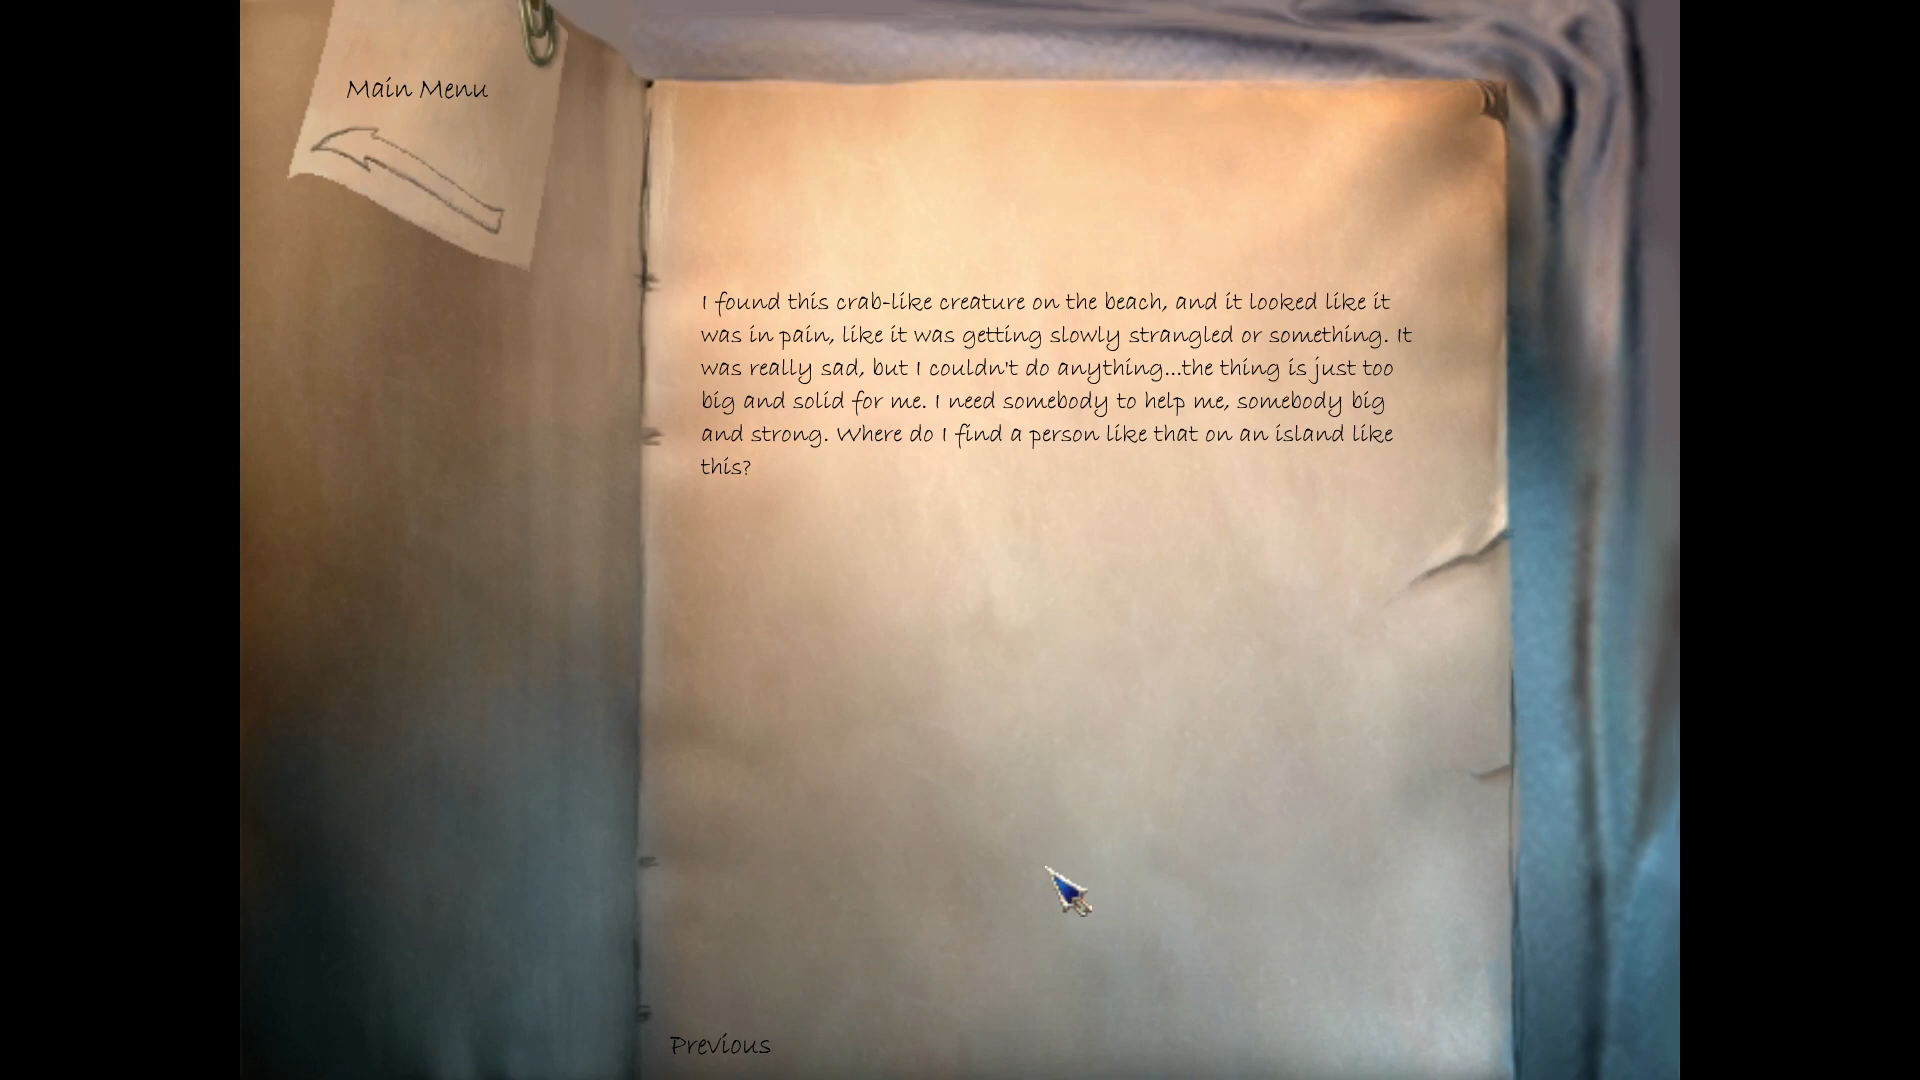 Main Menu
I found this crab-like creature on the beach, and it looked like it
was in pain, like it was getting slowly strangled or something. It
was really sad, but I couldn't do anything...the thing is just too
big and solid for me. I need somebody to help me, somebody big
and strong. Where do I find a person like that on an island like
this?
Previous